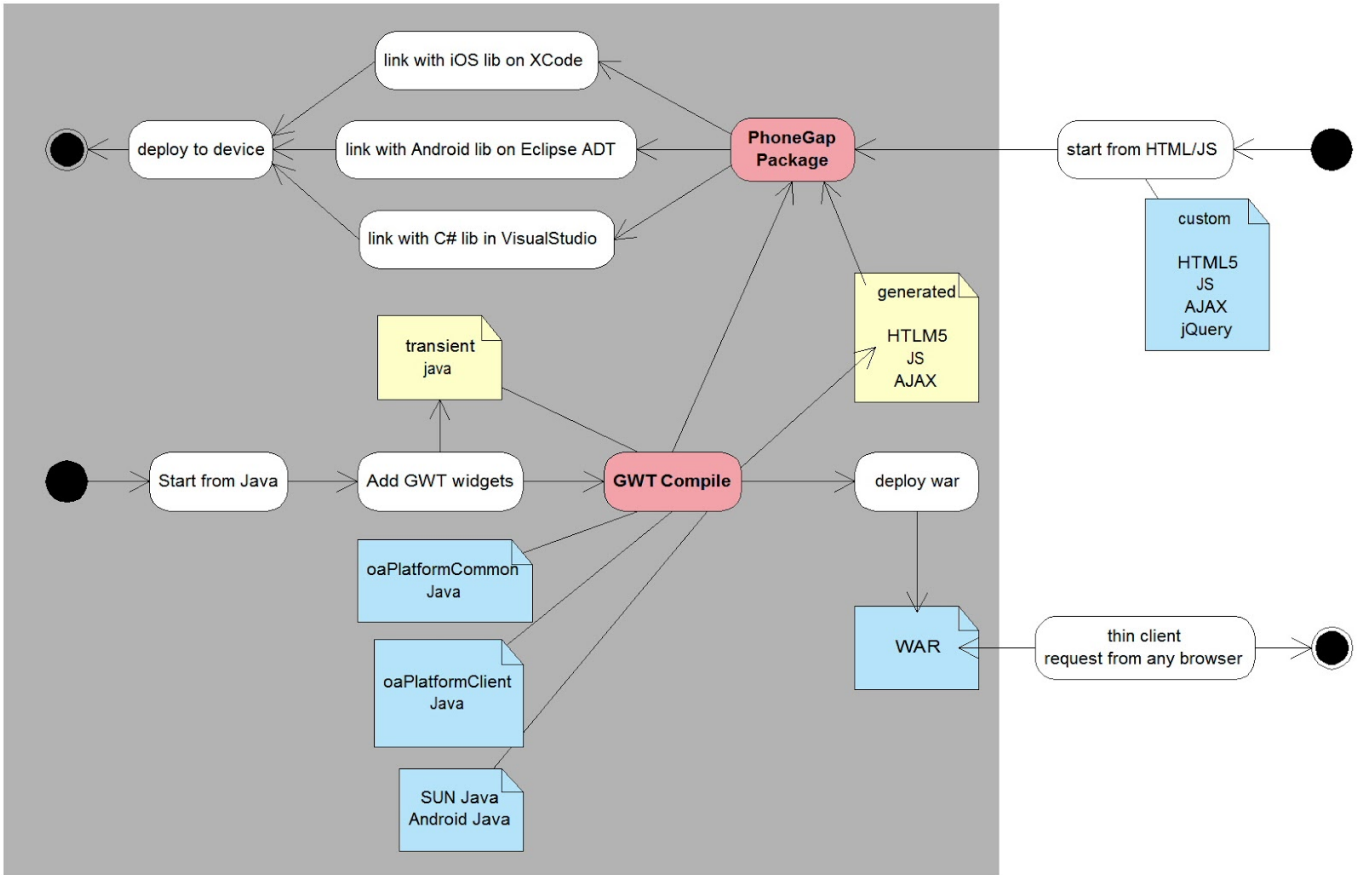 link with iOS lib on XCode
deploy to device
link with Android lib on Eclipse ADT
PhoneGap
Package
start from HTML/JS
link with C# lib in VisualStudio
custom
HTML5
JS
AJAX
jQuery
generated
HTLM5
JS
AJAX
transient
java
Start from Java
Add GWT widgets
GWT Compile
deploy war
oaPlatformCommon
Java
oaPlatformClient
Java
WAR
thin client
request from any browser
SUN Java
Android Java